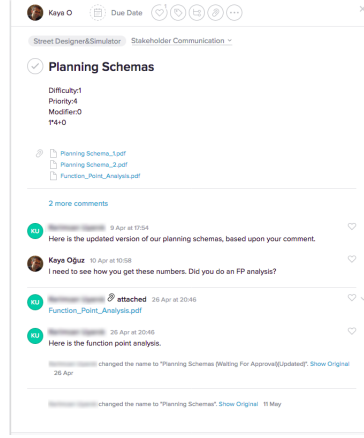 Kaya O
Due Date
1
Street Designer&Simulator
Stakeholder Communication
Planning Schemas
Difficulty:1
Priority:4
Modifier:0
1*4+0
Planning Schema_1.pdf
Planning Schema_2.pdf
Function_Point_Analysis.pdf
2 more comments
KU
9 Apr at 17:54
Here is the updated version of our planning schemas, based upon your comment.
Kaya Oğuz 10 Apr at 10:58
I need to see how you get these numbers. Did you do an FP analysis?
KU
attached 26 Apr at 20:46
Function_Point_Analysis.pdf
KU
26 Apr at 20:46
Here is the function point analysis.
changed the name to "Planning Schemas (Waiting For Approval)(Updated)". Show Original
26 Apr
changed the name to "Planning Schemas". Show Original 11 May